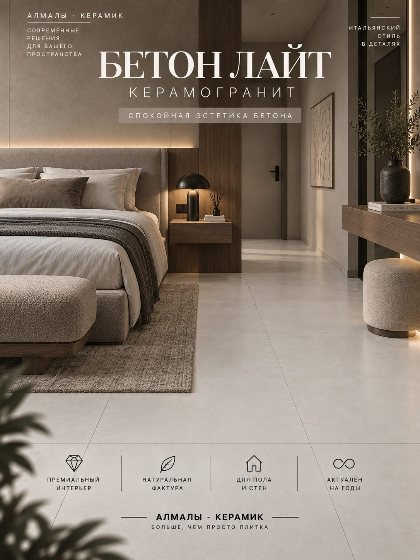 АЛМАЛЫ - КЕРАМИК
СОВРЕМЕННЫЕ
РЕШЕНИЯ
ДЛЯ ВАШЕГО
ПРОСТРАНСТВА
ИТАЛЬЯНСКИЙ
СТИЛЬ
В ДЕТАЛЯХ
БЕТОН ЛАЙТ
КЕРАМОГРАНИТ
СПОКОЙНАЯ ЭСТЕТИКА БЕТОНА
ПРЕМИАЛЬНЫЙ
ИНТЕРЬЕР
НАТУРАЛЬНАЯ
ФАКТУРА
ДЛЯ ПОЛА
И СТЕН
АКТУАЛЕН
НА ГОДЫ
АЛМАЛЫ - КЕРАМИК
БОЛЬШЕ, ЧЕМ ПРОСТО ПЛИТКА